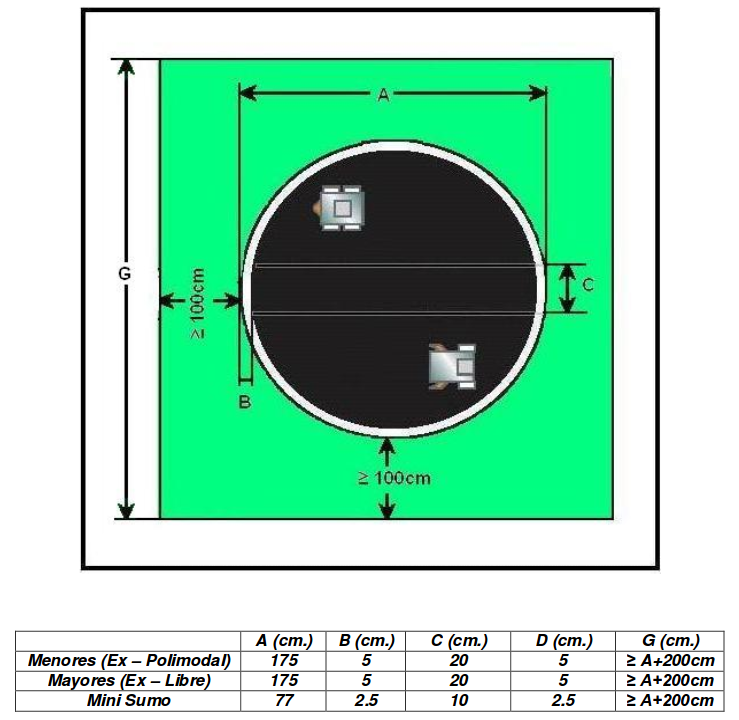 A
G
≥ 100cm
C
B
≥ 100cm
A (cm.) B (cm.) C (cm.) D (cm.) G (cm.)
Menores (Ex – Polimodal) 175 5 20 5 ≥ A+200cm
Mayores (Ex – Libre) 175 5 20 5 ≥ A+200cm
Mini Sumo 77 2.5 10 2.5 ≥ A+200cm